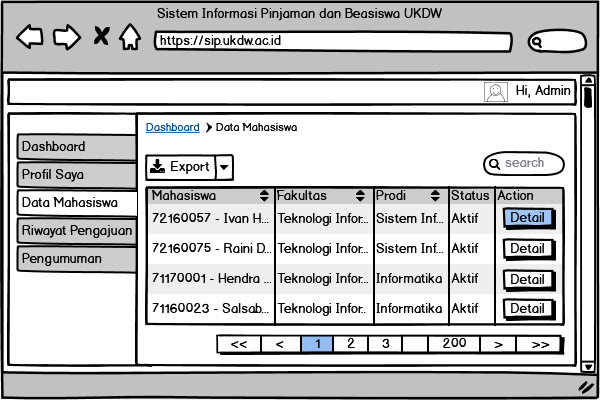 Sistem Informasi Pinjaman dan Beasiswa UKDW
https://sip.ukdw.ac.id
Hi, Admin
Dashboard
Profil Saya
Data Mahasiswa
Riwayat Pengajuan
Pengumuman
Dashboard > Data Mahasiswa
Export
search
Mahasiswa Fakultas Prodi Status Action
72160057 - Ivan H... Teknologi Infor... Sistem Inf... Aktif Detail
72160075 - Raini D... Teknologi Infor... Sistem Inf... Aktif Detail
71170001 - Hendra ... Teknologi Infor... Informatika Aktif Detail
71160023 - Salsab... Teknologi Infor... Informatika Aktif Detail
<< < 1 2 3 200 > >>